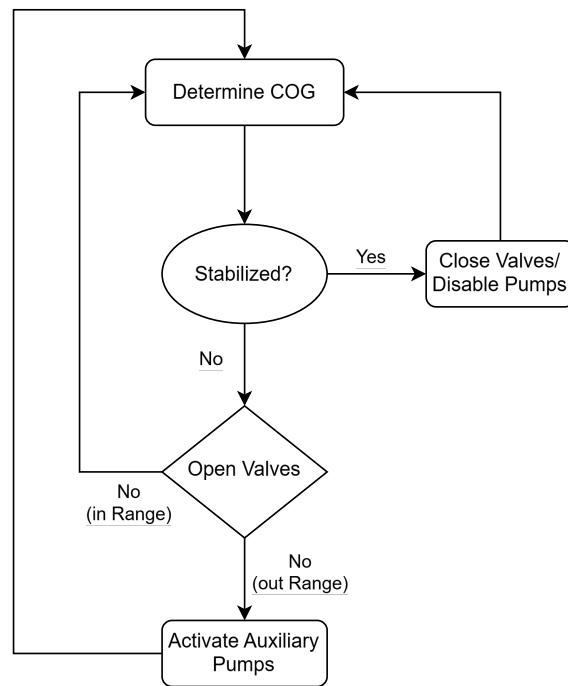 Determine COG
Stabilized?
Yes
Close Valves/
Disable Pumps
No
Open Valves
No
(in Range)
No
(out Range)
Activate Auxiliary
Pumps